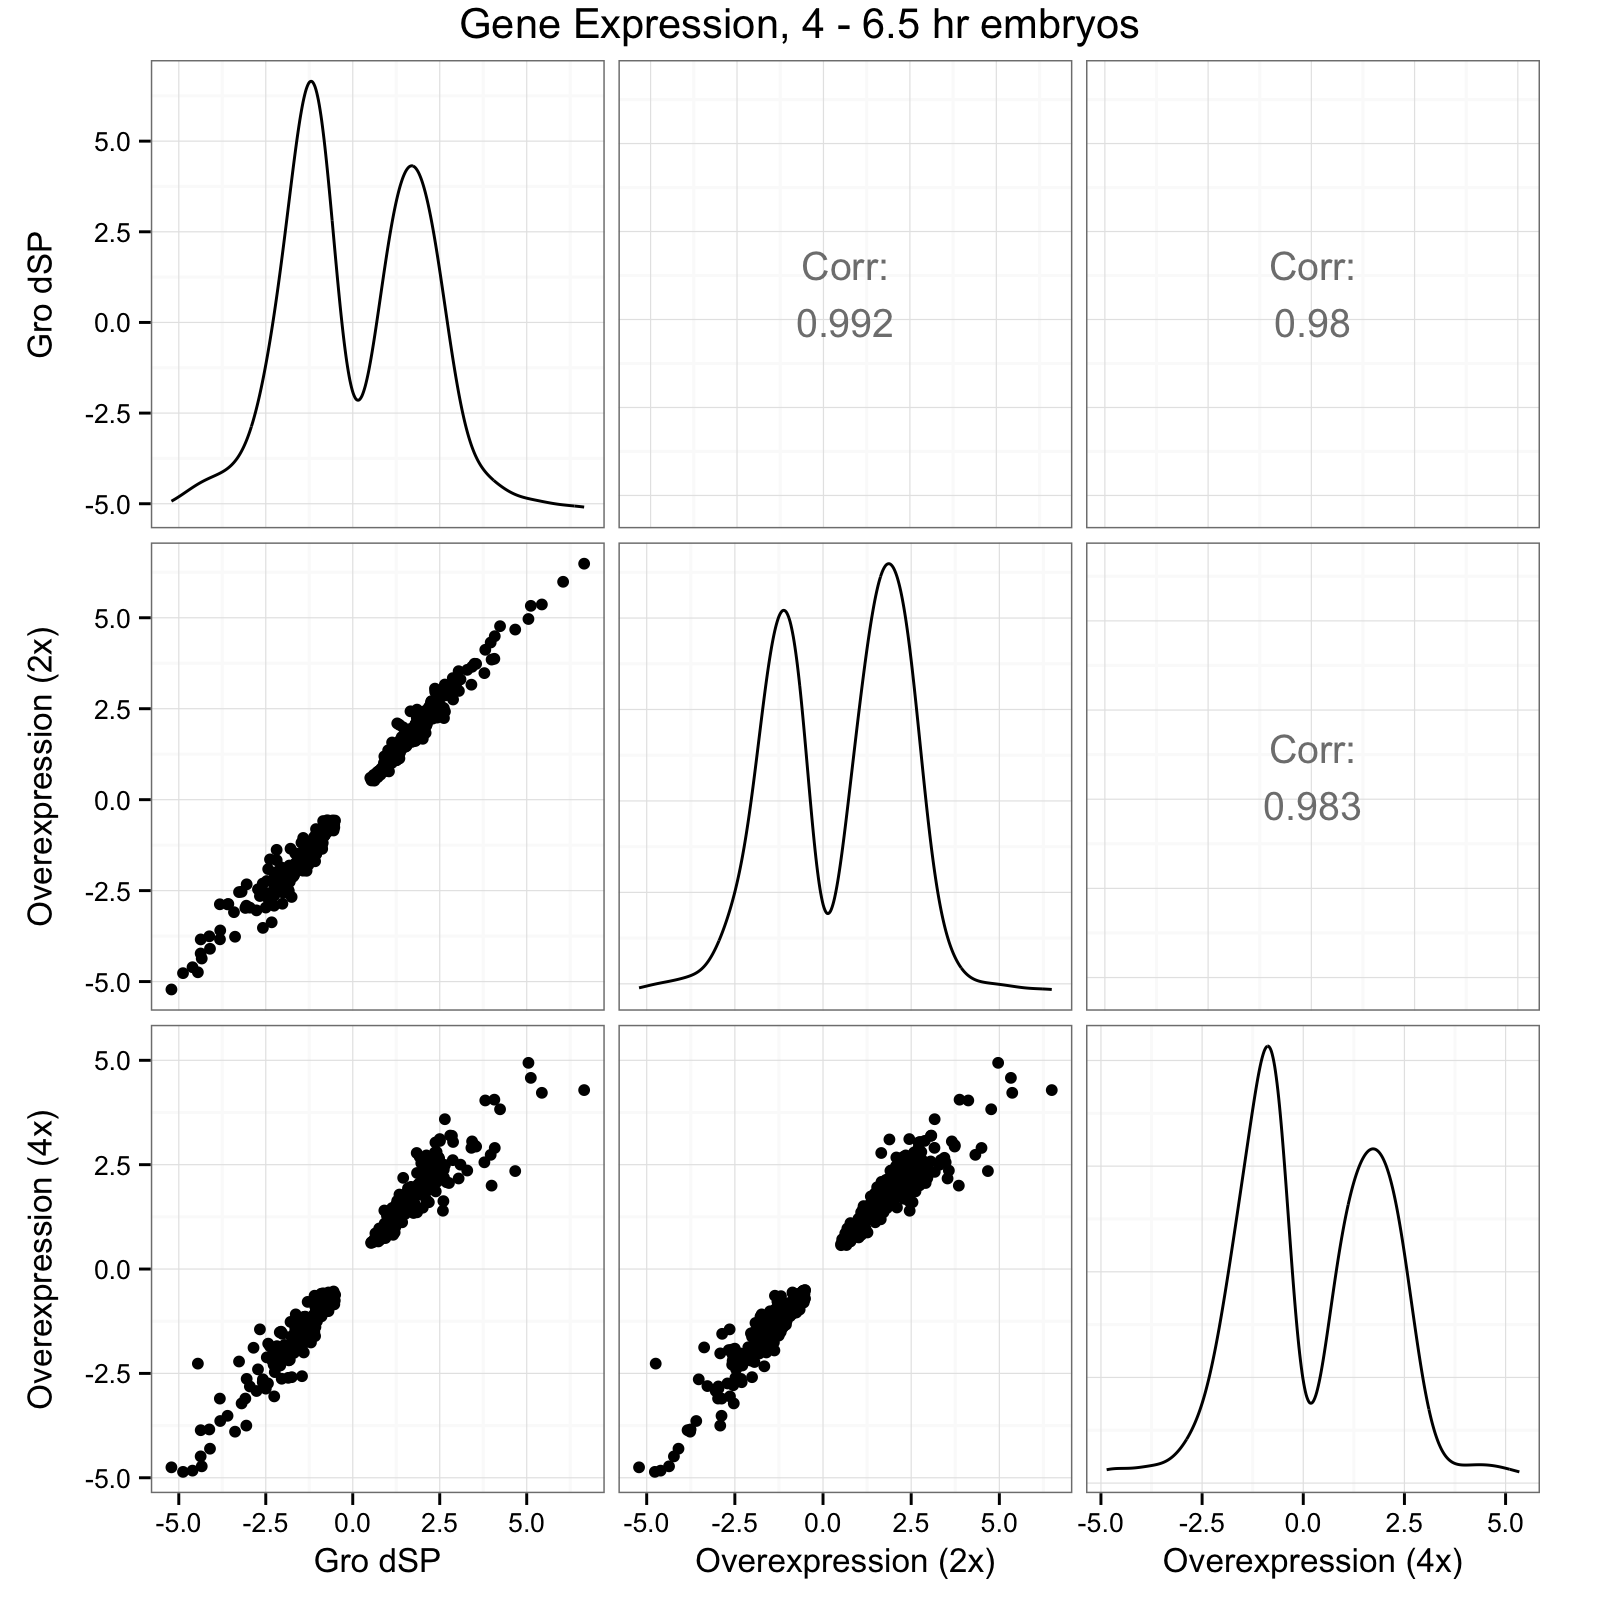 Gene Expression, 4 - 6.5 hr embryos
Gro dSP
5.0
2.5
0.0
-2.5
-5.0
Corr:
0.992
Corr:
0.98
Overexpression (2x)
5.0
2.5
0.0
-2.5
-5.0
Corr:
0.983
Overexpression (4x)
5.0
2.5
0.0
-2.5
-5.0
-5.0 -2.5 0.0 2.5 5.0
-5.0 -2.5 0.0 2.5 5.0
-5.0 -2.5 0.0 2.5 5.0
Gro dSP
Overexpression (2x)
Overexpression (4x)